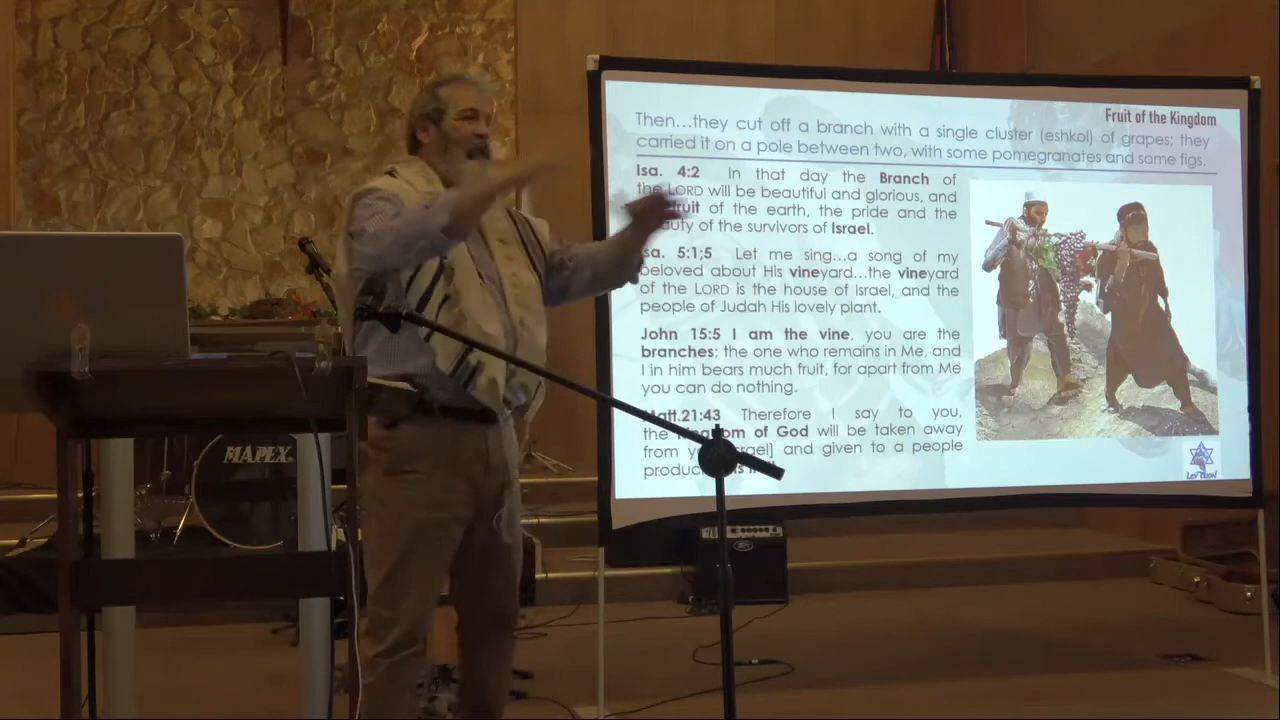 Fruit of the Kingdom
Then...they cut off a branch with a single cluster (eshkol) of grapes; they
carried it on a pole between two, with some pomegranates and some figs.
Isa. 4:2 In that day the Branch of
the LORD will be beautiful and glorious, and
fruit of the earth, the pride and the
of the survivors of Israel.
5:1;5 Let me sing...a song of my
beloved about His vineyard...the vineyard
of the LORD is the house of Israel, and the
people of Judah His lovely plant.
John 15:5 I am the vine, you are the
branches; the one who remains in Me, and
I in him bears much fruit, for apart from Me
you can do nothing.
Matt.21:43 Therefore I say to you,
the Kingdom of God will be taken away
from and given to a people
LEV TZION
MAPEX